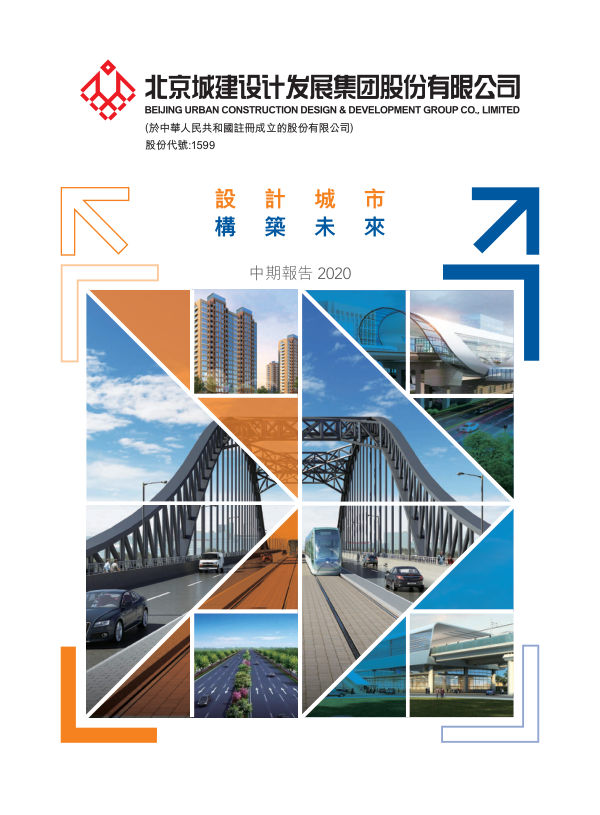 北京城建设计发展集团股份有限公司
BEIJING URBAN CONSTRUCTION DESIGN & DEVELOPMENT GROUP CO., LIMITED
(於中華人民共和國註冊成立的股份有限公司)
股份代號:1599
設計城市
構築未來
中期報告 2020